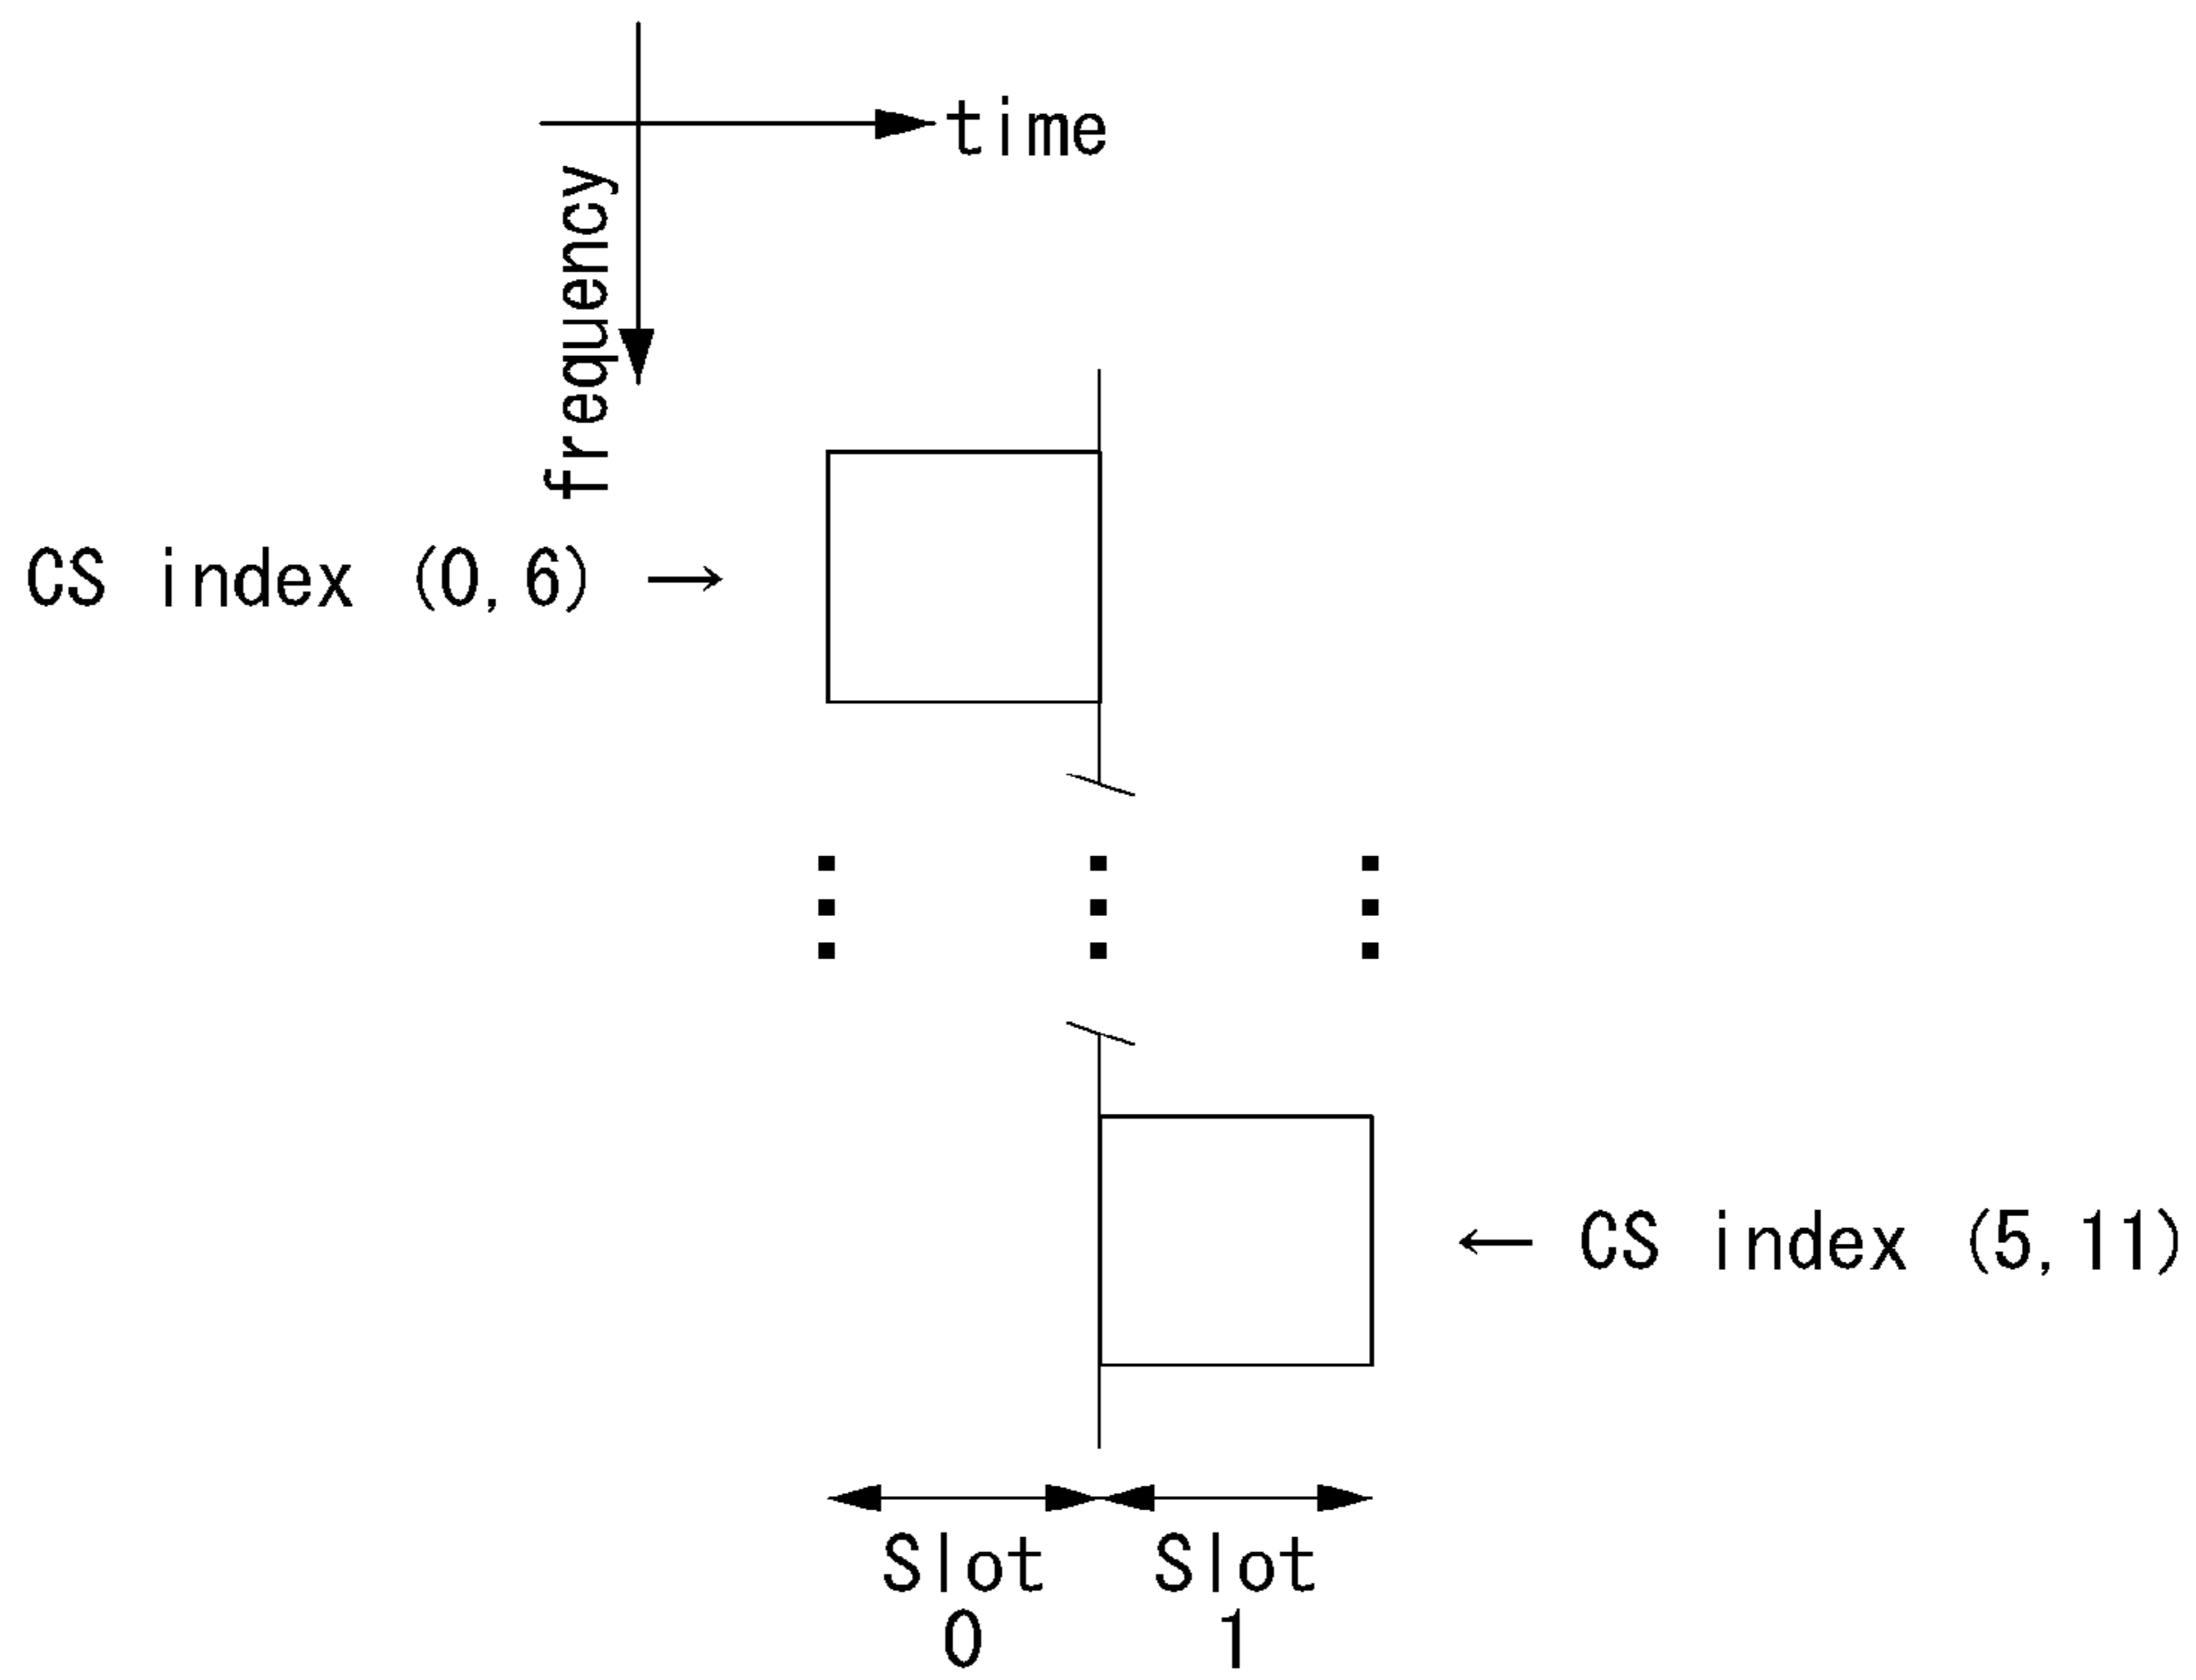 time
frequency
CS index (0, 6) →
← CS index (5, 11)
Slot Slot
0 1